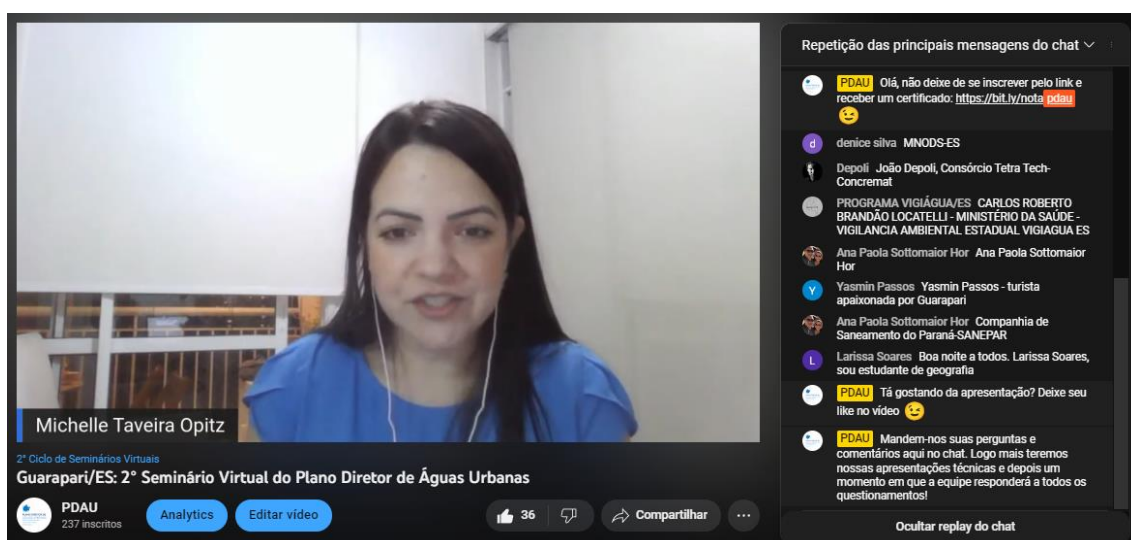 Michelle Taveira Opitz
2° Ciclo de Seminários Virtuais
Guarapari/ES: 2° Seminário Virtual do Plano Diretor de Águas Urbanas
PDAU
237 inscritos
Analytics
Editar vídeo
36
Compartilhar
Repetição das principais mensagens do chat
PDAU Olá, não deixe de se inscrever pelo link e
receber um certificado: https://bit.ly/nota pdau
denice silva MNODS-ES
Depoli João Depoli, Consórcio Tetra Tech-
Concremat
PROGRAMA VIGIÁGUA/ES CARLOS ROBERTO
BRANDÃO LOCATELLI - MINISTÉRIO DA SAÚDE -
VIGILANCIA AMBIENTAL ESTADUAL VIGIAGUA ES
Ana Paola Sottomaior Hor Ana Paola Sottomaior
Hor
Yasmin Passos Yasmin Passos - turista
apaixonada por Guarapari
Ana Paola Sottomaior Hor Companhia de
Saneamento do Paraná-SANEPAR
Larissa Soares Boa noite a todos. Larissa Soares,
sou estudante de geografia
PDAU Tá gostando da apresentação? Deixe seu
like no vídeo
PDAU Mandem-nos suas perguntas e
comentários aqui no chat. Logo mais teremos
nossas apresentações técnicas e depois um
momento em que a equipe responderá a todos os
questionamentos!
Ocultar replay do chat